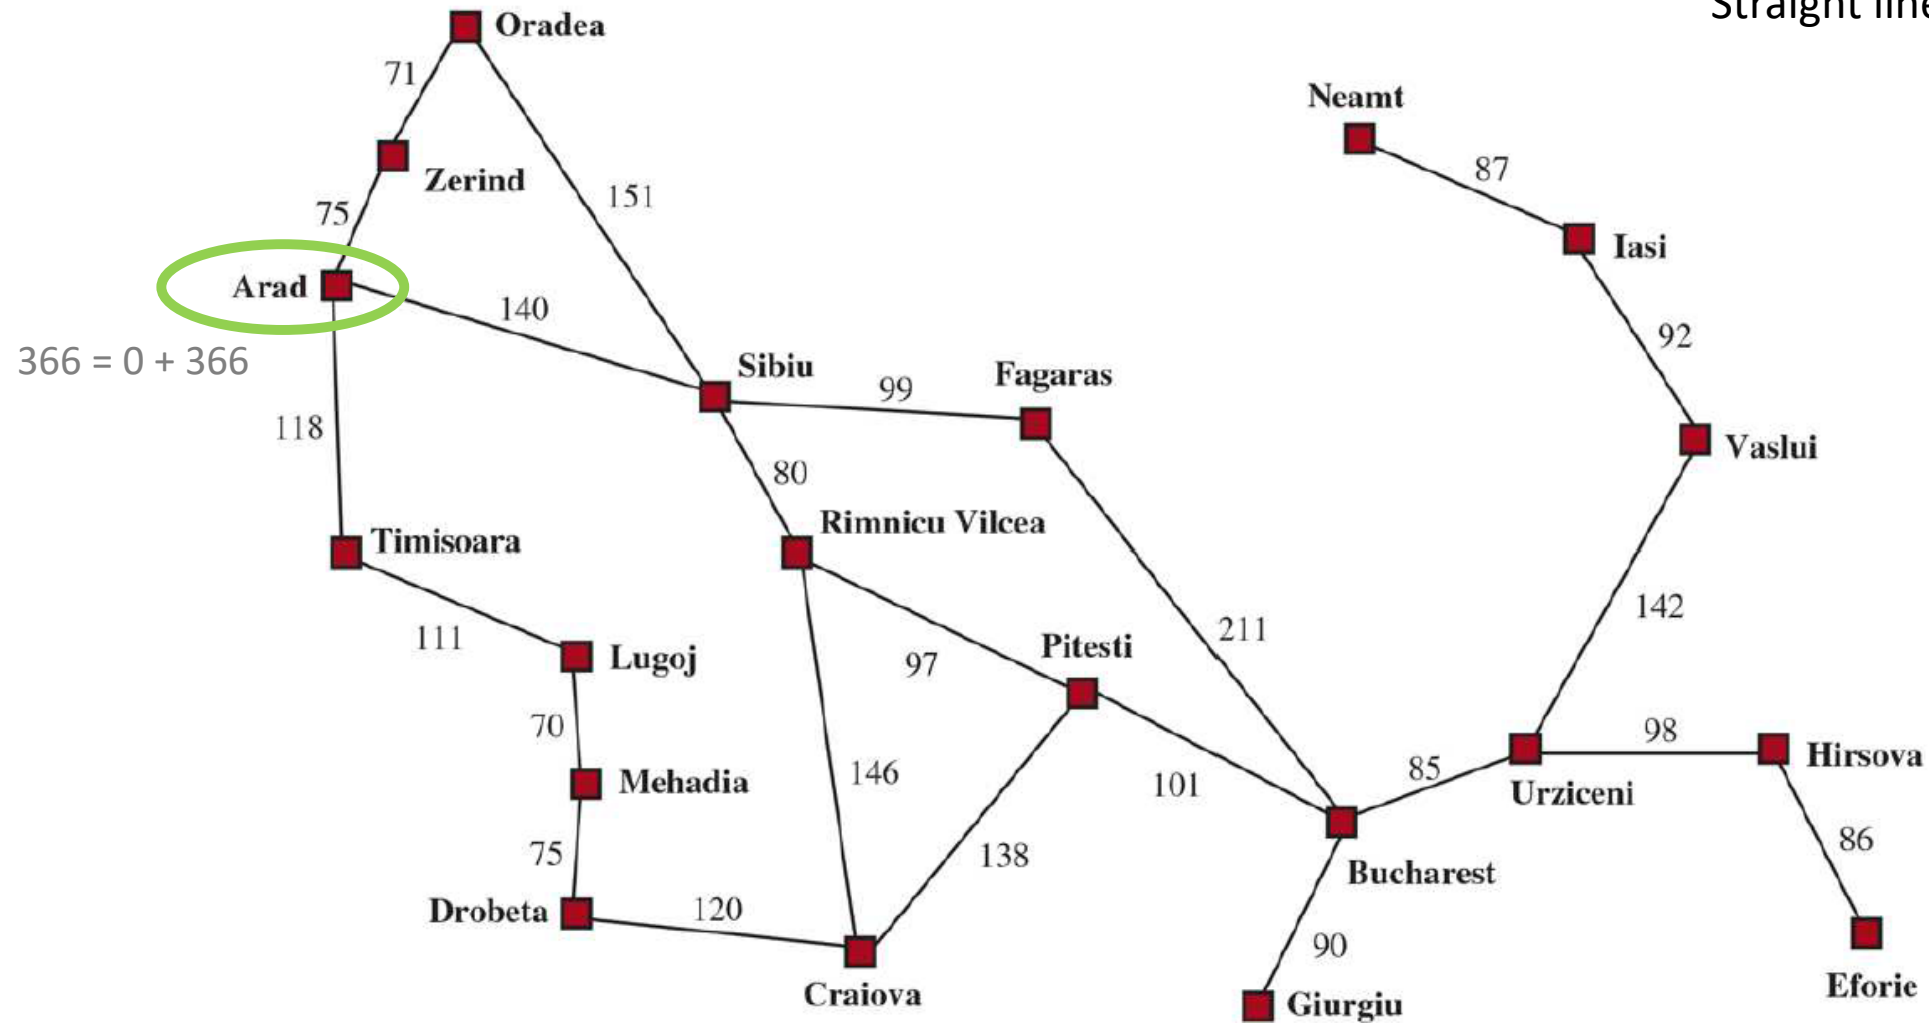 Straight line
Oradea
71
Neamt
87
Zerind
151
75
Iasi
Arad
140
92
366 = 0 + 366
Sibiu
Fagaras
99
118
Vaslui
80
Rimnicu Vilcea
Timisoara
142
211
111
Pitesti
Lugoj
97
70
98
Hirsova
146
85
Mehadia
101
Urziceni
75
138
86
Bucharest
Drobeta
120
90
Craiova
Giurgiu
Eforie